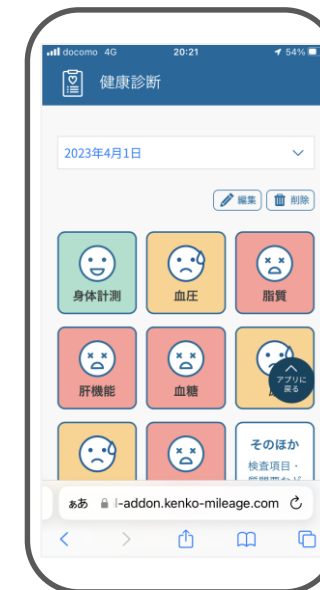 docomo 4G 20:21 54%
健康診断
2023年4月1日
編集 削除
身体計測 血圧 脂質
肝機能 血糖
アプリに
戻る
そのほか
検査項目・
ぁあ l-addon.kenko-mileage.com